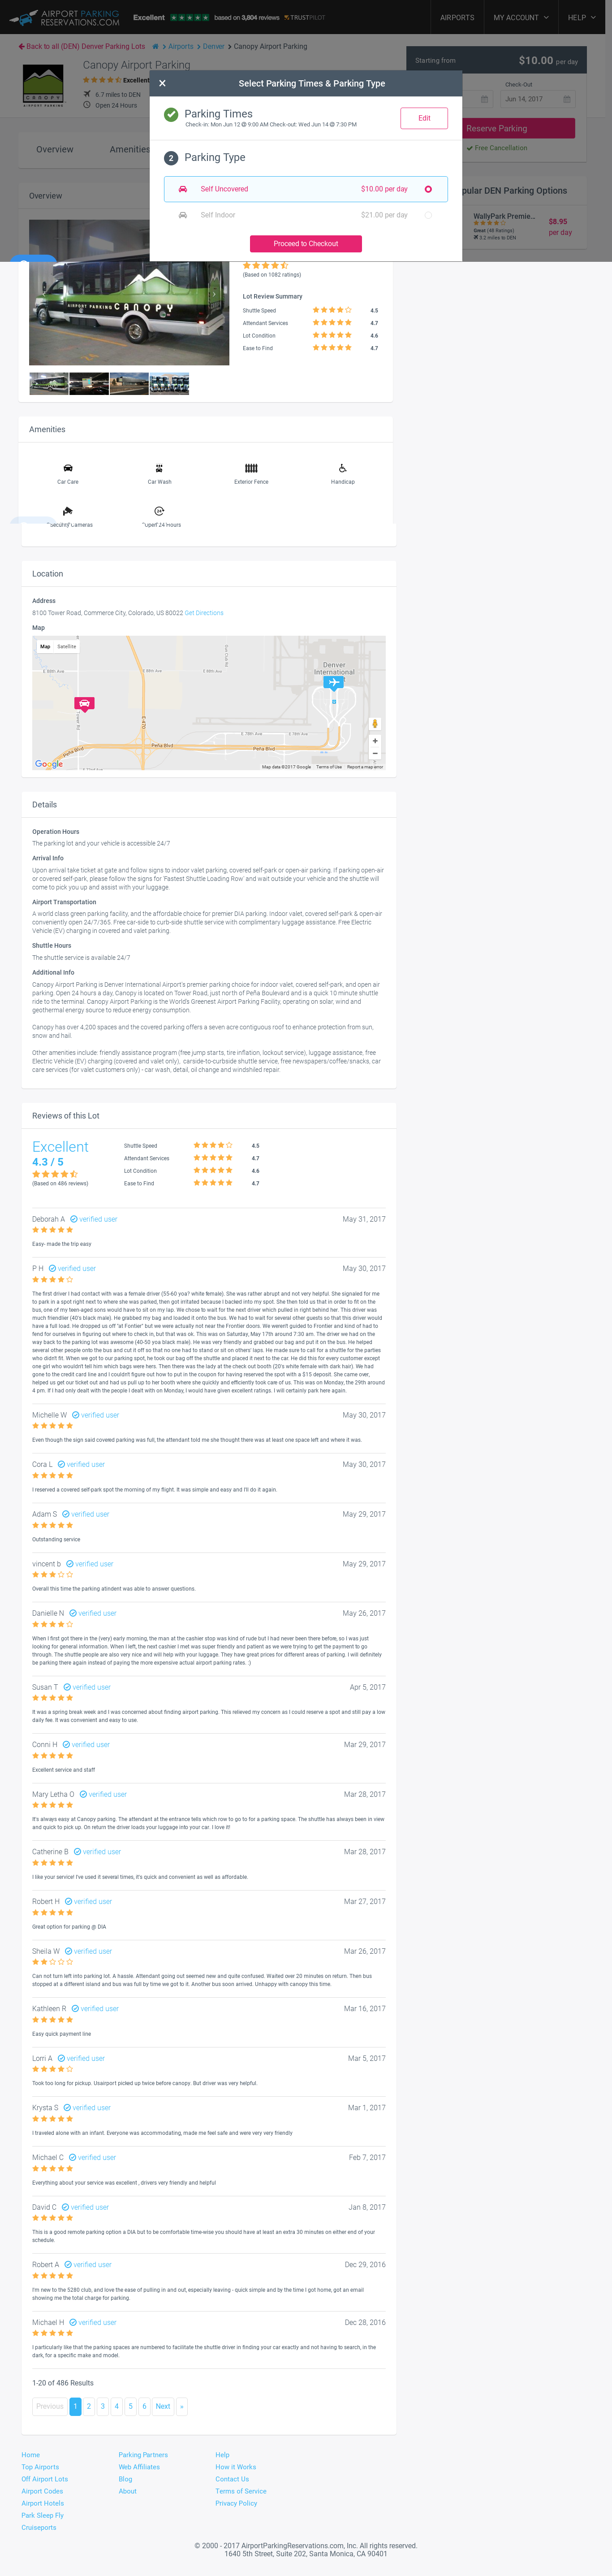 AIRPORT PARKING
RESERVATIONS.COM
Excellent based on 3,804 reviews TRUSTPILOT
AIRPORTS MY ACCOUNT HELP
Back to all (DEN) Denver Parking Lots Airports Denver Canopy Airport Parking
Canopy Airport Parking
Excellent
6.7 miles to DEN
Open 24 Hours
Starting from $10.00 per day
Check-Out
Jun 14, 2017
Reserve Parking
Free Cancellation
Select Parking Times & Parking Type
Parking Times
Check-in: Mon Jun 12 @ 9:00 AM Check-out: Wed Jun 14 @ 7:30 PM
Edit
2 Parking Type
Self Uncovered $10.00 per day
Self Indoor $21.00 per day
Proceed to Checkout
Overview Amenities
pular DEN Parking Options
WallyPark Premie...
Great (48 Ratings)
5.2 miles to DEN
$8.95
per day
Overview
AIRPORT PARKING CANOPY
(Based on 1082 ratings)
Lot Review Summary
Shuttle Speed 4.5
Attendant Services 4.7
Lot Condition 4.6
Ease to Find 4.7
Amenities
Car Care Car Wash Exterior Fence Handicap
Security Cameras Open 24 Hours
Location
Address
8100 Tower Road, Commerce City, Colorado, US 80022 Get Directions
Map
Map Satellite
Denver
International
E 88th Ave
E-470
Tower Rd
E 78th Ave
E 75th Ave
Peña Blvd
Peña Blvd
Peña Blvd
Google
Map data ©2017 Google Terms of Use Report a map error
Details
Operation Hours
The parking lot and your vehicle is accessible 24/7
Arrival Info
Upon arrival take ticket at gate and follow signs to indoor valet parking, covered self-park or open-air parking. If parking open-air
or covered self-park, please follow the signs for 'Fastest Shuttle Loading Row' and wait outside your vehicle and the shuttle will
come to pick you up and assist with your luggage.
Airport Transportation
A world class green parking facility, and the affordable choice for premier DIA parking. Indoor valet, covered self-park & open-air
conveniently open 24/7/365. Free car-side to curb-side shuttle service with complimentary luggage assistance. Free Electric
Vehicle (EV) charging in covered and valet parking.
Shuttle Hours
The shuttle service is available 24/7
Additional Info
Canopy Airport Parking is Denver International Airport's premier parking choice for indoor valet, covered self-park, and open air
parking. Open 24 hours a day, Canopy is located on Tower Road, just north of Peña Boulevard and is a quick 10 minute shuttle
ride to the terminal. Canopy Airport Parking is the World's Greenest Airport Parking Facility, operating on solar, wind and
geothermal energy source to reduce energy consumption.
Canopy has over 4,200 spaces and the covered parking offers a seven acre contiguous roof to enhance protection from sun,
snow and hail.
Other amenities include: friendly assistance program (free jump starts, tire inflation, lockout service), luggage assistance, free
Electric Vehicle (EV) charging (covered and valet only), carside-to-curbside shuttle service, free newspapers/coffee/snacks, car
care services (for valet customers only) - car wash, detail, oil change and windshiled repair.
Reviews of this Lot
Excellent
4.3 / 5
(Based on 486 reviews)
Shuttle Speed 4.5
Attendant Services 4.7
Lot Condition 4.6
Ease to Find 4.7
Deborah A verified user May 31, 2017
Easy- made the trip easy
P H verified user May 30, 2017
The first driver I had contact with was a female driver (55-60 yoa? white female). She was rather abrupt and not very helpful. She signaled for me
to park in a spot right next to where she was parked, then got irritated because I backed into my spot. She then told us that in order to fit on the
bus, one of my teen-aged sons would have to sit on my lap. We chose to wait for the next driver which pulled in right behind her. This driver was
much friendlier (40's black male). He grabbed my bag and loaded it onto the bus. We had to wait for several other guests so that this driver would
have a full load. He dropped us off "at Fontier" but we were actually not near the Frontier doors. We weren't guided to Frontier and kind of had to
fend for ourselves in figuring out where to check in, but that was ok. This was on Saturday, May 17th around 7:30 am. The driver we had on the
way back to the parking lot was awesome (40-50 yoa black male). He was very friendly and grabbed our bag and put it on the bus. He helped
several other people onto the bus and cut it off so that no one had to stand or sit on others' laps. He made sure to call for a shuttle for the parties
who didn't fit. When we got to our parking spot, he took our bag off the shuttle and placed it next to the car. He did this for every customer except
one girl who wouldn't tell him which bags were hers. Then there was the lady at the check out booth (20's white female with dark hair). We had
gone to the credit card line and I couldn't figure out how to put in the coupon for having reserved the spot with a $15 deposit. She came over,
helped us get our ticket out and had us pull up to her booth where she quickly and efficiently took care of us. This was on Monday, the 29th around
4 pm. If I had only dealt with the people I dealt with on Monday, I would have given excellent ratings. I will certainly park here again.
Michelle W verified user May 30, 2017
Even though the sign said covered parking was full, the attendant told me she thought there was at least one space left and where it was.
Cora L verified user May 30, 2017
I reserved a covered self-park spot the morning of my flight. It was simple and easy and I'll do it again.
Adam S verified user May 29, 2017
Outstanding service
vincent b verified user May 29, 2017
Overall this time the parking atindent was able to answer questions.
Danielle N verified user May 26, 2017
When I first got there in the (very) early morning, the man at the cashier stop was kind of rude but I had never been there before, so I was just
looking for general information. When I left, the next cashier I met was super friendly and patient as we were trying to get the payment to go
through. The shuttle people are also very nice and will help with your luggage. They have great prices for different areas of parking. I will definitely
be parking there again instead of paying the more expensive actual airport parking rates. :)
Susan T verified user Apr 5, 2017
It was a spring break week and I was concerned about finding airport parking. This relieved my concern as I could reserve a spot and still pay a low
daily fee. It was convenient and easy to use.
Conni H verified user Mar 29, 2017
Excellent service and staff
Mary Letha O verified user Mar 28, 2017
It's always easy at Canopy parking. The attendant at the entrance tells which row to go to for a parking space. The shuttle has always been in view
and quick to pick up. On return the driver loads your luggage into your car. I love it!
Catherine B verified user Mar 28, 2017
I like your service! I've used it several times, it's quick and convenient as well as affordable.
Robert H verified user Mar 27, 2017
Great option for parking @ DIA
Sheila W verified user Mar 26, 2017
Can not turn left into parking lot. A hassle. Attendant going out seemed new and quite confused. Waited over 20 minutes on return. Then bus
stopped at a different island and bus was full by time we got to it. Another bus soon arrived. Unhappy with canopy this time.
Kathleen R verified user Mar 16, 2017
Easy quick payment line
Lorri A. verified user Mar 5, 2017
Took too long for pickup. Usairport picked up twice before canopy. But driver was very helpful.
Krysta S verified user Mar 1, 2017
I traveled alone with an infant. Everyone was accommodating, made me feel safe and were very very friendly
Michael C verified user Feb 7, 2017
Everything about your service was excellent , drivers very friendly and helpful
David C verified user Jan 8, 2017
This is a good remote parking option a DIA but to be comfortable time-wise you should have at least an extra 30 minutes on either end of your
schedule.
Robert A verified user Dec 29, 2016
I'm new to the 5280 club, and love the ease of pulling in and out, especially leaving - quick simple and by the time I got home, got an email
showing me the total charge for parking.
Michael H verified user Dec 28, 2016
I particularly like that the parking spaces are numbered to facilitate the shuttle driver in finding your car exactly and not having to search, in the
dark, for a specific make and model.
1-20 of 486 Results
Previous 1 2 3 4 5 6 Next »
Home Parking Partners Help
Top Airports Web Affiliates How it Works
Off Airport Lots Blog Contact Us
Airport Codes About Terms of Service
Airport Hotels Privacy Policy
Park Sleep Fly
Cruiseports
© 2000 - 2017 AirportParkingReservations.com, Inc. All rights reserved.
1640 5th Street, Suite 202, Santa Monica, CA 90401